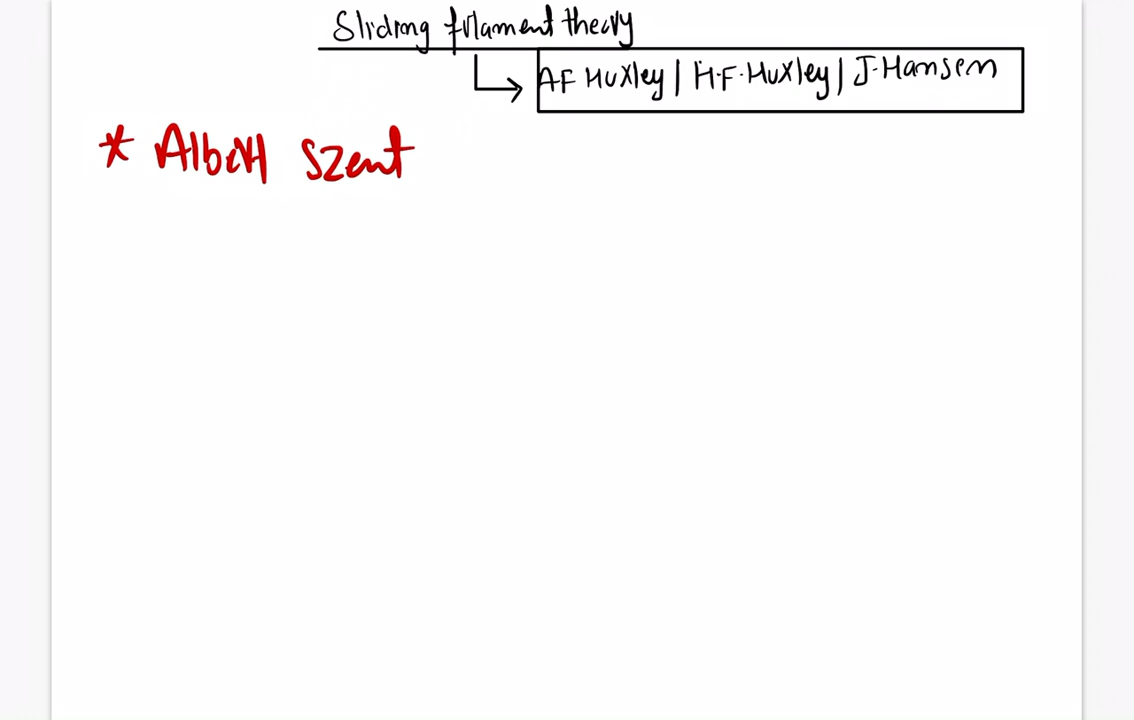 Sliding filament theory
AF Huxley | H.F. Huxley | J. Hansen
* Albert Szent